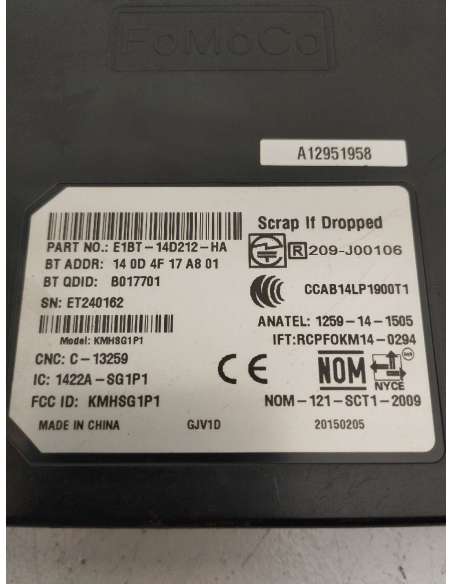 FoMoCo
A12951958
Scrap If Dropped
PART NO.: E1BT-14D212-HA
R 209-J00106
BT ADDR: 14 0D 4F 17 A8 01
BT QDID: B017701
CCAB14LP1900T1
SN: ET240162
ANATEL: 1259-14-1505
Model: KMHSG1P1
IFT:RCPFOKM14-0294
CNC: C-13259
CE
NOM
NYCE
IC: 1422A-SG1P1
FCC ID: KMHSG1P1
NOM-121-SCT1-2009
MADE IN CHINA
GJV1D
20150205